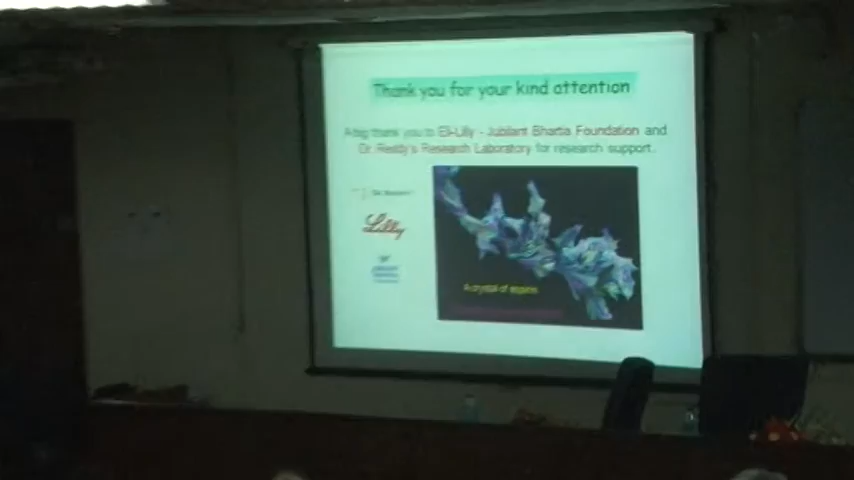 Thank you for your kind attention
A big thank you to Eli-Lilly - Jubilant Bhartia Foundation and
Dr. Reddy's Research Laboratory for research support.
Lilly
A crystal of aspirin